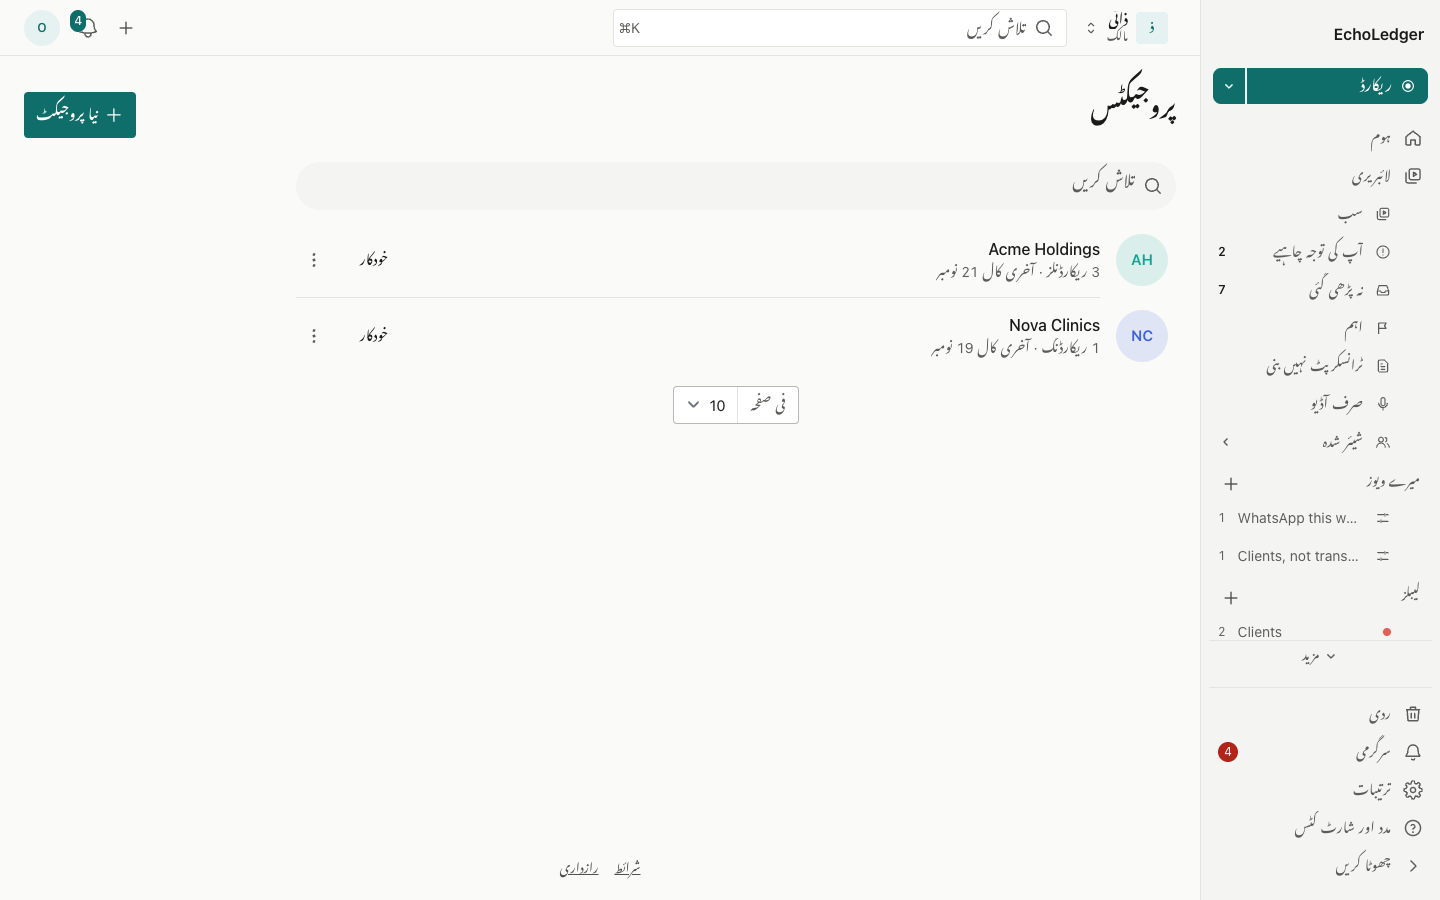 EchoLedger
ریکارڈ
ہوم
لائبریری
سب
آپ کی توجہ چاہیے 2
نہ پڑھی گئی 7
اہم
ٹرانسکرپٹ نہیں بنی
صرف آڈیو
شیئر شدہ
میرے ویوز
WhatsApp this w... 1
Clients, not trans... 1
لیبلز
Clients 2
مزید
ردی
سرگرمی 4
ترتیبات
مدد اور شارٹ کٹس
چھوٹا کریں
ذ
ذاتی
مالک
تلاش کریں ⌘K
4
O
پروجیکٹس
نیا پروجیکٹ
تلاش کریں
AH
Acme Holdings
3 ریکارڈنگز · آخری کال 21 نومبر
خودکار
NC
Nova Clinics
1 ریکارڈنگ · آخری کال 19 نومبر
خودکار
فی صفحہ 10
شرائط رازداری